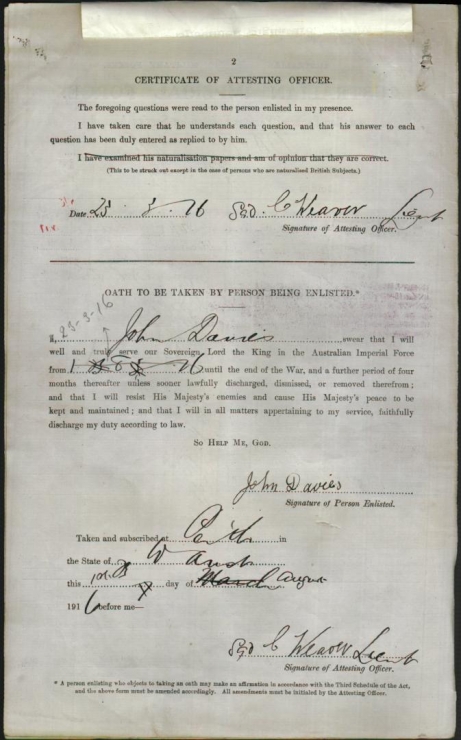 2
CERTIFICATE OF ATTESTING OFFICER.
The foregoing questions were read to the person enlisted in my presence.
I have taken care that he understands each question, and that his answer to each
question has been duly entered as replied to by him.
I have examined his naturalisation papers and am of opinion that they are correct.
(This to be struck out except in the case of persons who are naturalised British Subjects.)
Date 23 3 16 Sgd. C Weaver Lieut
Signature of Attesting Officer.
OATH TO BE TAKEN BY PERSON BEING ENLISTED.*
23-3-16
I, John Davies swear that I will
well and truly serve our Sovereign Lord the King in the Australian Imperial Force
from 1 8 16 until the end of the War, and a further period of four
months thereafter unless sooner lawfully discharged, dismissed, or removed therefrom;
and that I will resist His Majesty's enemies and cause His Majesty's peace to be
kept and maintained; and that I will in all matters appertaining to my service, faithfully
discharge my duty according to law.
SO HELP ME, GOD.
John Davies
Signature of Person Enlisted.
Taken and subscribed at Perth in
the State of W Aust
this 1st day of March August
1916 before me—
Sgd C Weaver Lieut
Signature of Attesting Officer.
* A person enlisting who objects to taking an oath may make an affirmation in accordance with the Third Schedule of the Act,
and the above form must be amended accordingly. All amendments must be initialed by the Attesting Officer.